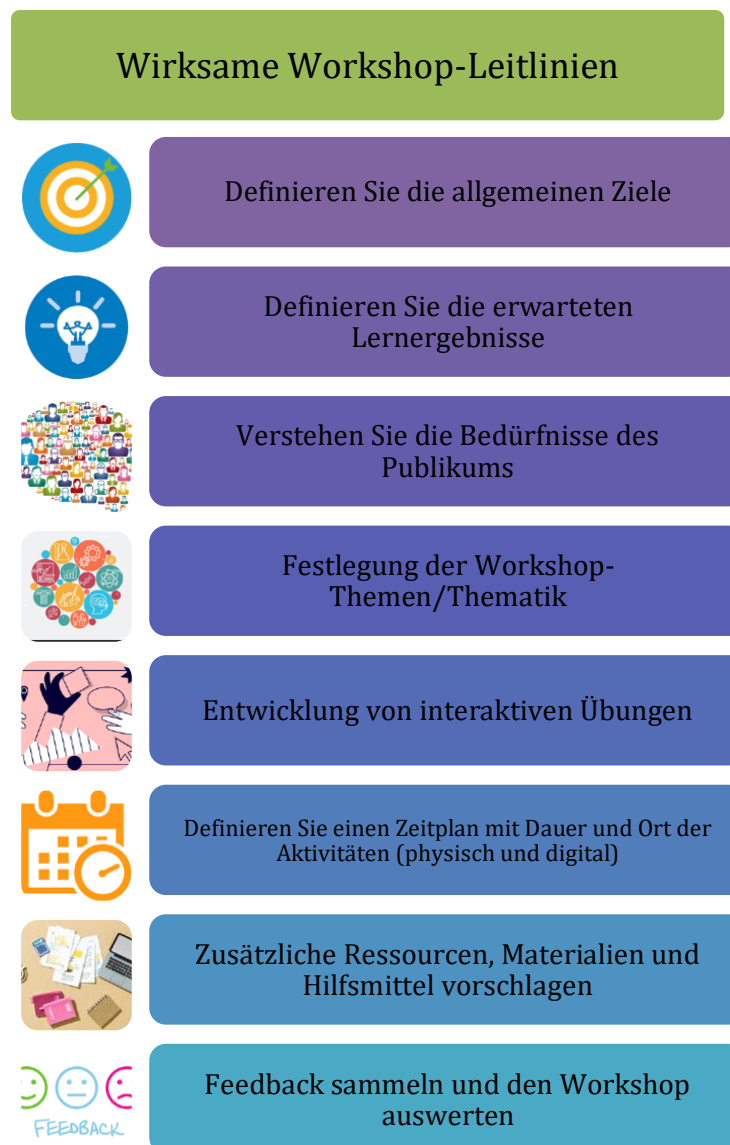 Wirksame Workshop-Leitlinien
Definieren Sie die allgemeinen Ziele
Definieren Sie die erwarteten
Lernergebnisse
Verstehen Sie die Bedürfnisse des
Publikums
Festlegung der Workshop-
Themen/Thematik
Entwicklung von interaktiven Übungen
Definieren Sie einen Zeitplan mit Dauer und Ort der
Aktivitäten (physisch und digital)
Zusätzliche Ressourcen, Materialien und
Hilfsmittel vorschlagen
Feedback sammeln und den Workshop
auswerten
FEEDBACK